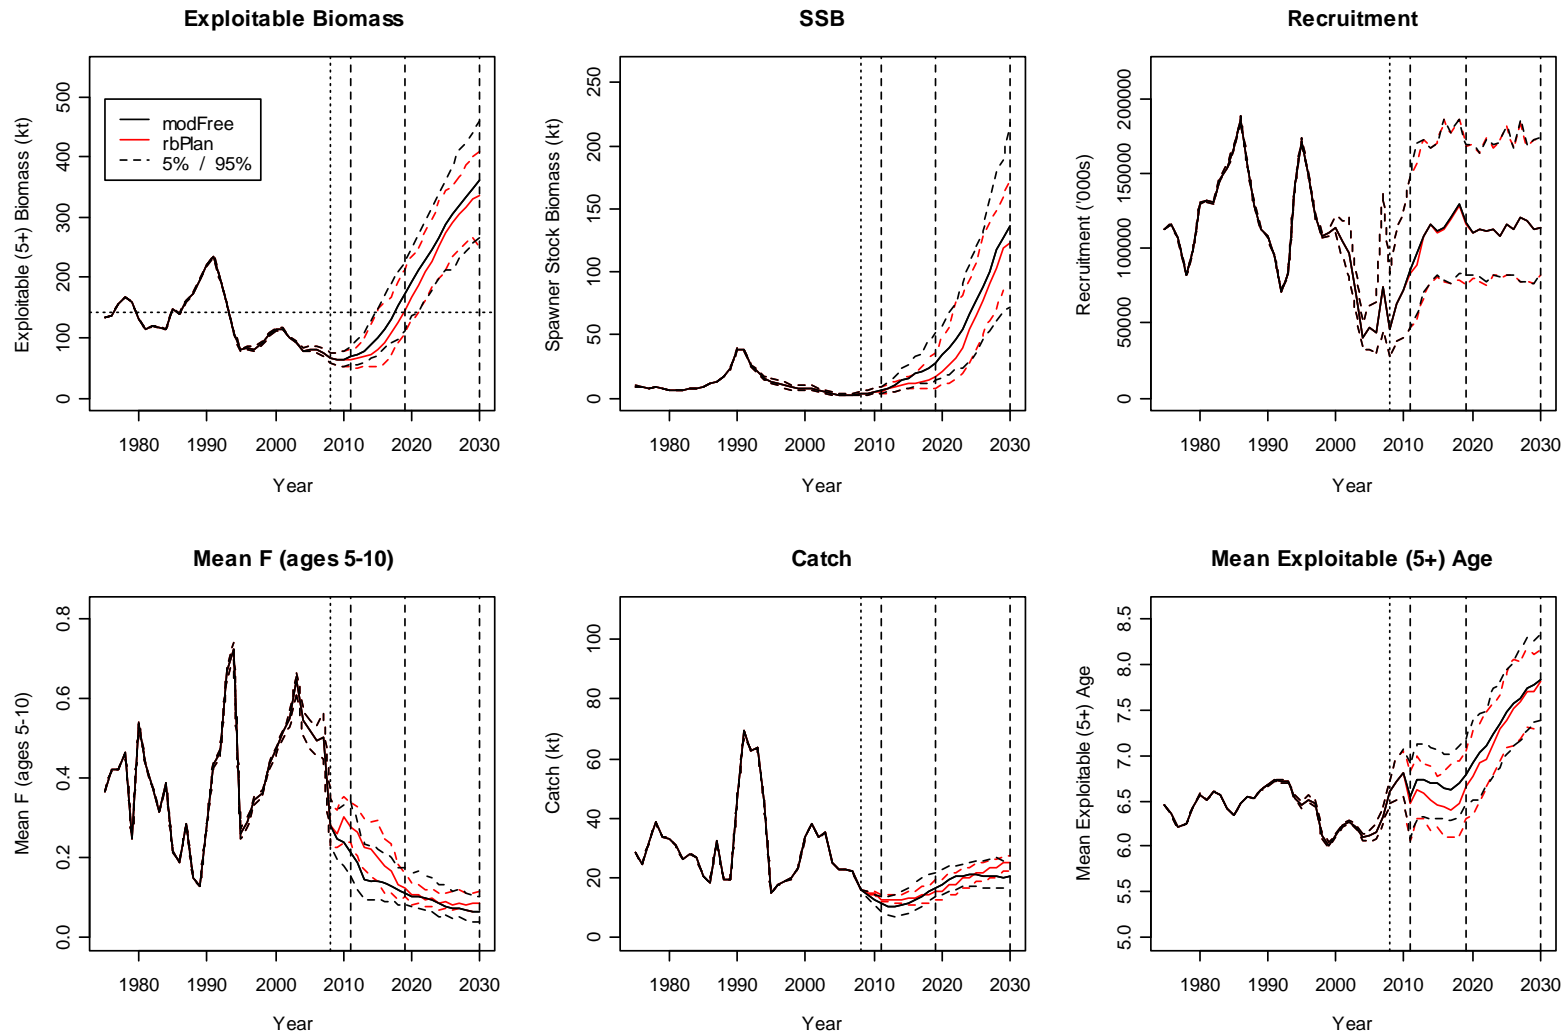 Exploitable Biomass
SSB
Recruitment
Exploitable (5+) Biomass (kt)
0 100 200 300 400 500
modFree
rbPlan
5% / 95%
1980 1990 2000 2010 2020 2030
Year
Spawner Stock Biomass (kt)
0 50 100 150 200 250
1980 1990 2000 2010 2020 2030
Year
Recruitment ('000s)
0 50000 100000 150000 200000
1980 1990 2000 2010 2020 2030
Year
Mean F (ages 5-10)
Catch
Mean Exploitable (5+) Age
Mean F (ages 5-10)
0.0 0.2 0.4 0.6 0.8
1980 1990 2000 2010 2020 2030
Year
Catch (kt)
0 20 40 60 80 100
1980 1990 2000 2010 2020 2030
Year
Mean Exploitable (5+) Age
5.0 5.5 6.0 6.5 7.0 7.5 8.0 8.5
1980 1990 2000 2010 2020 2030
Year